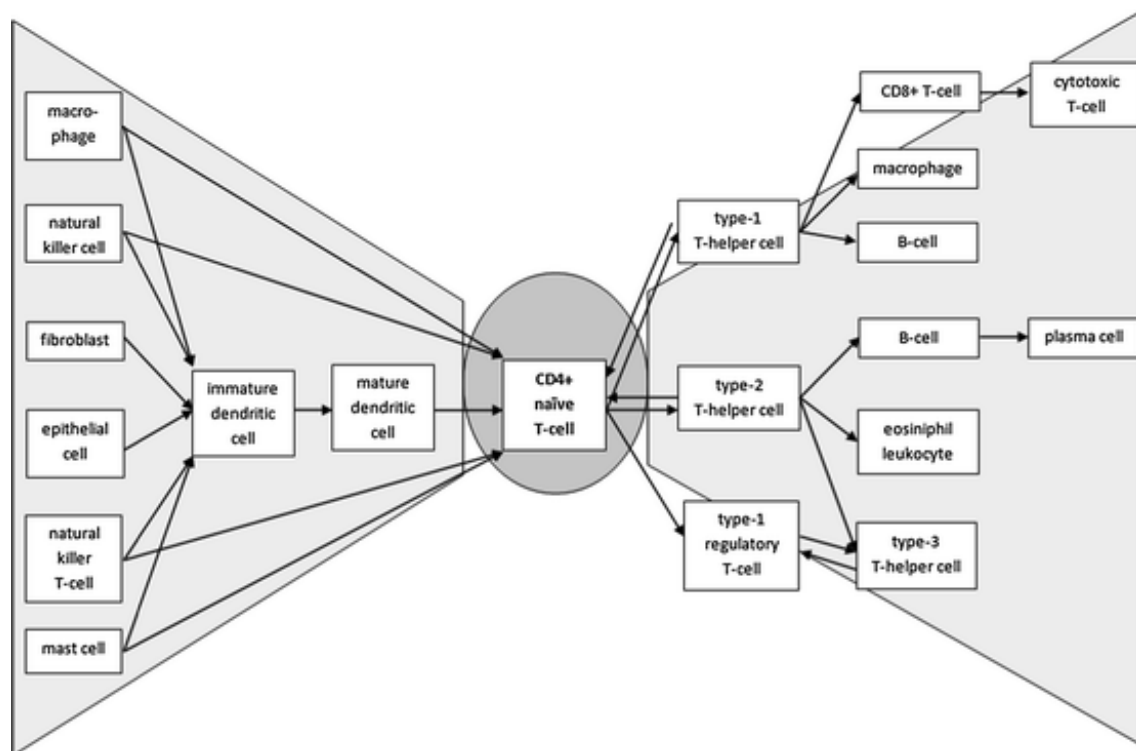 macro-
phage
natural
killer cell
fibroblast
epithelial
cell
natural
killer
T-cell
mast cell
immature
dendritic
cell
mature
dendritic
cell
CD4+
naïve
T-cell
type-1
T-helper cell
type-2
T-helper cell
type-1
regulatory
T-cell
CD8+ T-cell
macrophage
B-cell
B-cell
eosiniphil
leukocyte
type-3
T-helper cell
cytotoxic
T-cell
plasma cell